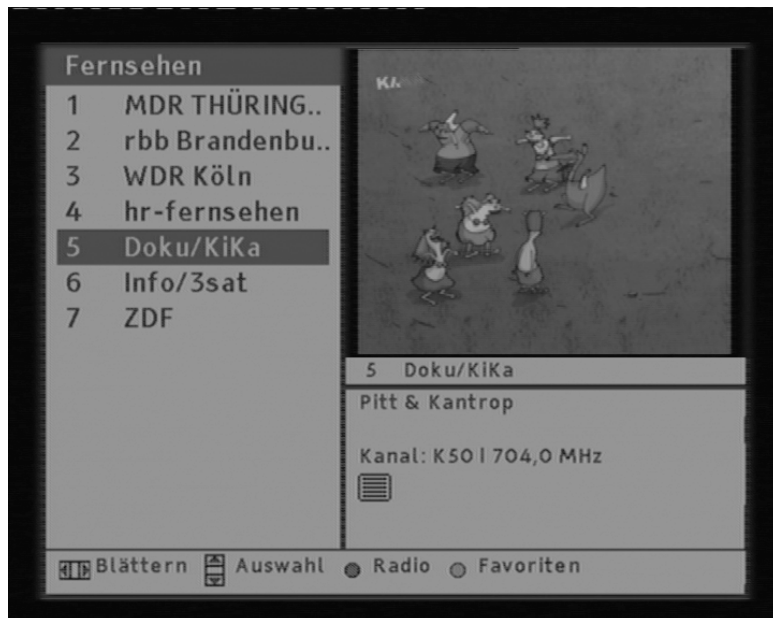 Fernsehen
1 MDR THÜRING..
2 rbb Brandenbu..
3 WDR Köln
4 hr-fernsehen
5 Doku/KiKa
6 Info/3sat
7 ZDF
5 Doku/KiKa
Pitt & Kantrop
Kanal: K50 | 704,0 MHz
Blättern Auswahl Radio Favoriten